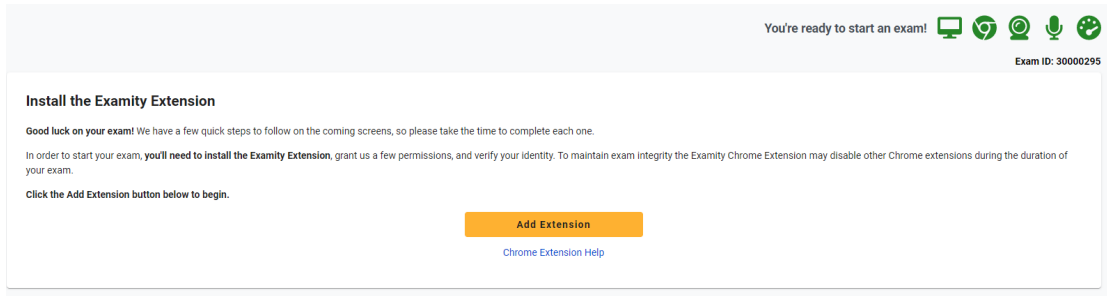 You're ready to start an exam!
Exam ID: 30000295
Install the Examity Extension
Good luck on your exam! We have a few quick steps to follow on the coming screens, so please take the time to complete each one.
In order to start your exam, you'll need to install the Examity Extension, grant us a few permissions, and verify your identity. To maintain exam integrity the Examity Chrome Extension may disable other Chrome extensions during the duration of
your exam.
Click the Add Extension button below to begin.
Add Extension
Chrome Extension Help